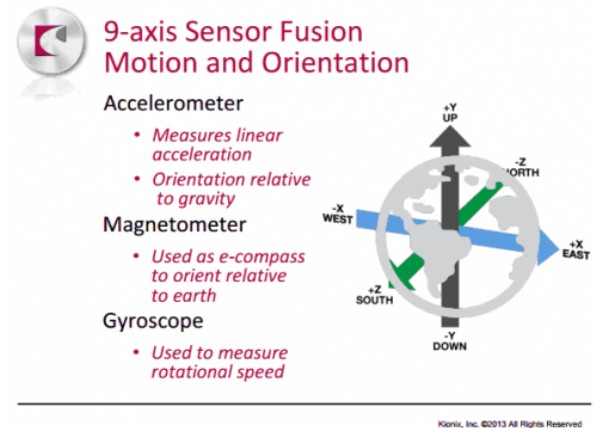 9-axis Sensor Fusion
Motion and Orientation
Accelerometer
• Measures linear
acceleration
• Orientation relative
to gravity
Magnetometer
• Used as e-compass
to orient relative
to earth
Gyroscope
• Used to measure
rotational speed
+Y
UP
-Z
NORTH
-X
WEST
+X
EAST
+Z
SOUTH
-Y
DOWN
Kionix, Inc. ©2013 All Rights Reserved